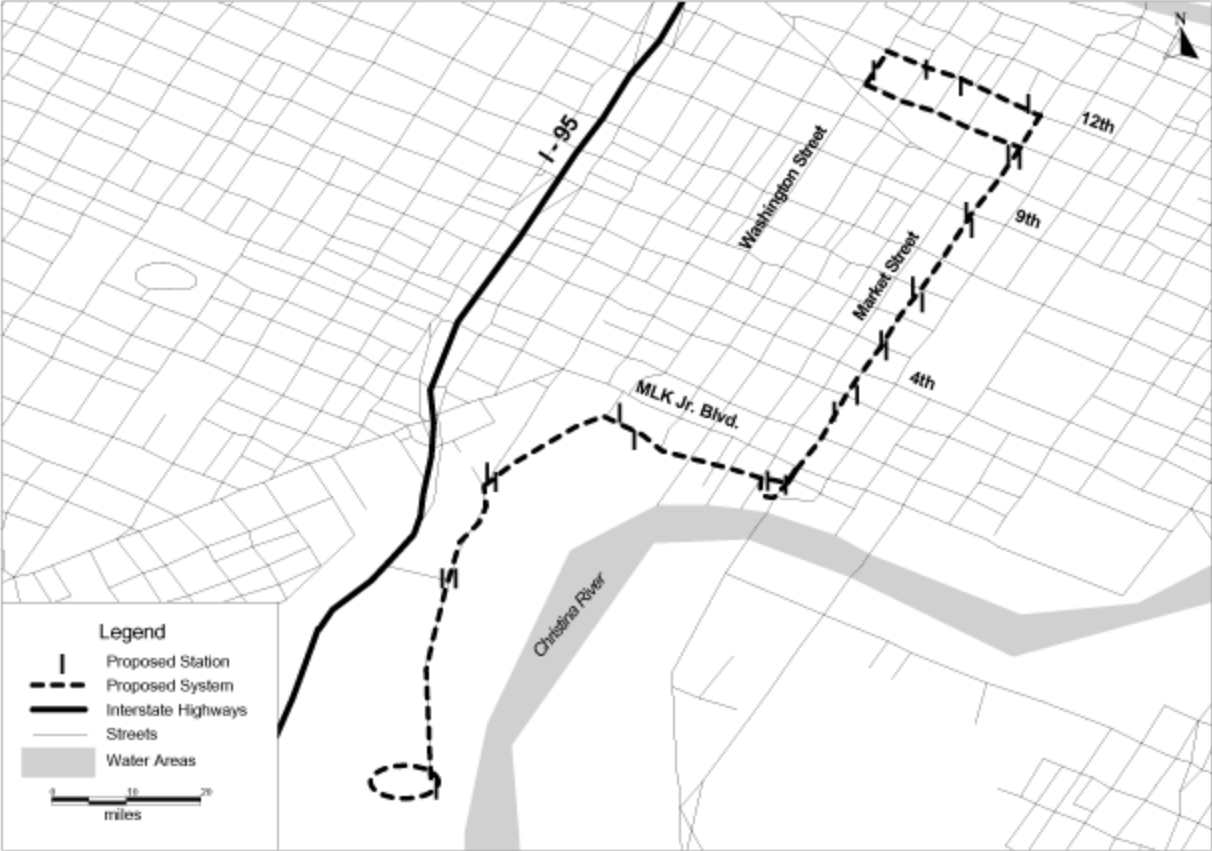 N
I - 95
12th
Washington Street
9th
Market Street
4th
MLK Jr. Blvd.
Christina River
Legend
Proposed Station
Proposed System
Interstate Highways
Streets
Water Areas
0 10 20
miles